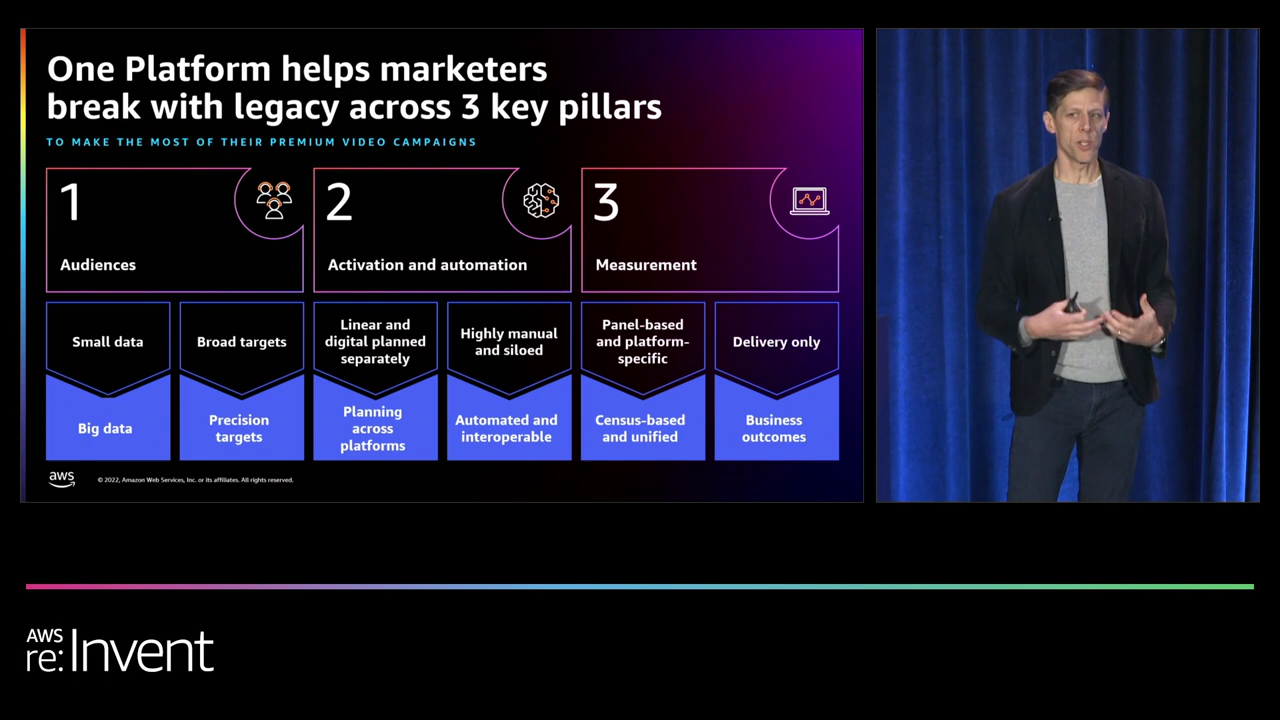 One Platform helps marketers
break with legacy across 3 key pillars
TO MAKE THE MOST OF THEIR PREMIUM VIDEO CAMPAIGNS
1
Audiences
2
Activation and automation
3
Measurement
Small data
Broad targets
Linear and
digital planned
separately
Highly manual
and siloed
Panel-based
and platform-
specific
Delivery only
Big data
Precision
targets
Planning
across
platforms
Automated and
interoperable
Census-based
and unified
Business
outcomes
aws
© 2022, Amazon Web Services, Inc. or its affiliates. All rights reserved.
AWS
re:Invent